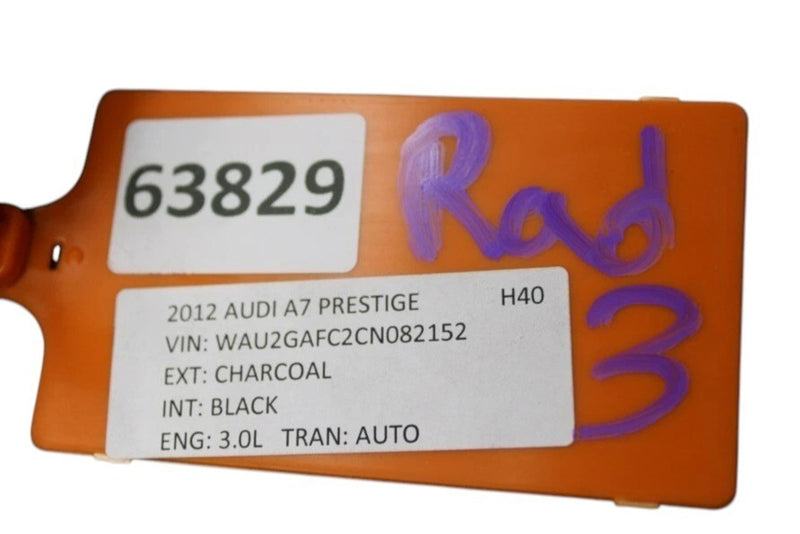 63829
Rad
3
2012 AUDI A7 PRESTIGE H40
VIN: WAU2GAFC2CN082152
EXT: CHARCOAL
INT: BLACK
ENG: 3.0L TRAN: AUTO